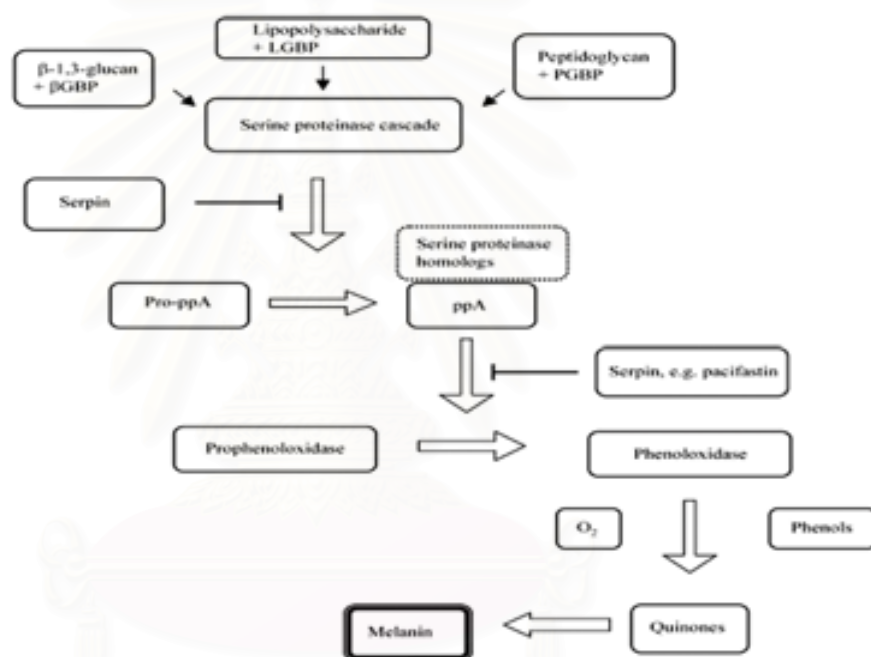 Lipopolysaccharide
+ LGBP
β-1,3-glucan
+ βGBP
Peptidoglycan
+ PGBP
Serine proteinase cascade
Serpin
Serine proteinase
homologs
Pro-ppA
ppA
Serpin, e.g. pacifastin
Prophenoloxidase
Phenoloxidase
O₂
Phenols
Melanin
Quinones